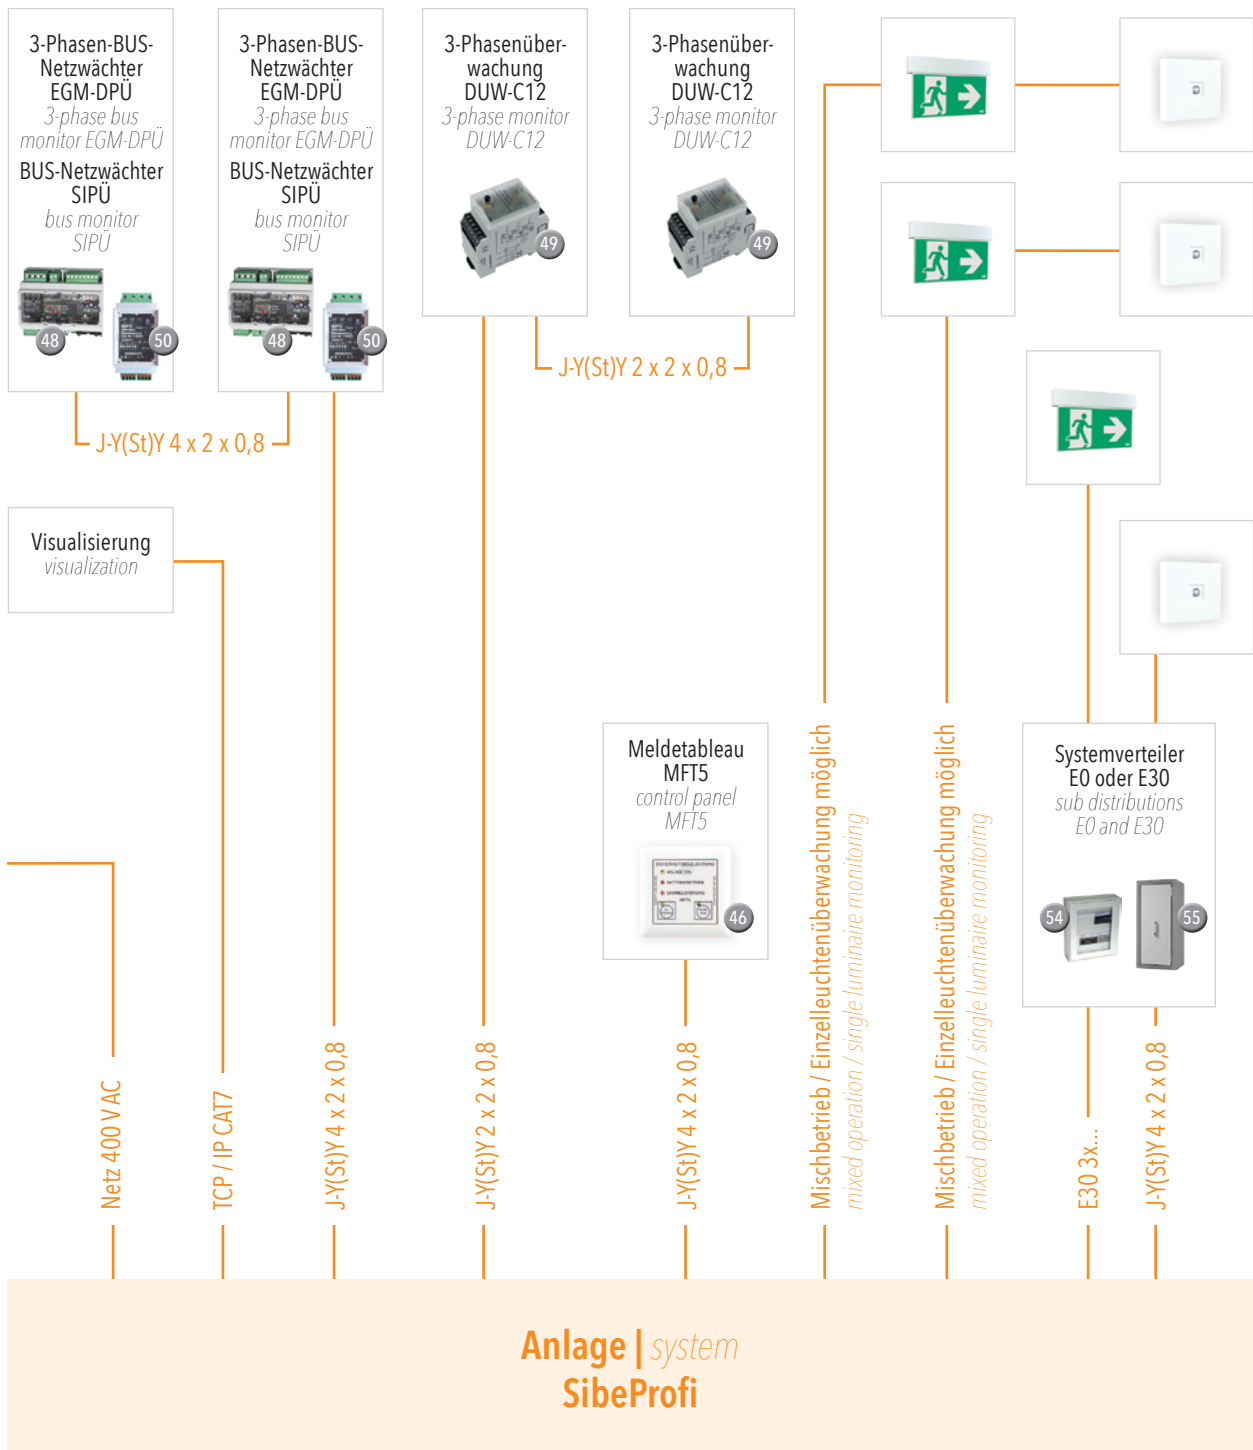 3-Phasen-BUS-
Netzwächter
EGM-DPÜ
3-phase bus
monitor EGM-DPÜ
BUS-Netzwächter
SIPÜ
bus monitor
SIPÜ
48
50
3-Phasen-BUS-
Netzwächter
EGM-DPÜ
3-phase bus
monitor EGM-DPÜ
BUS-Netzwächter
SIPÜ
bus monitor
SIPÜ
48
50
3-Phasenüber-
wachung
DUW-C12
3-phase monitor
DUW-C12
49
3-Phasenüber-
wachung
DUW-C12
3-phase monitor
DUW-C12
49
J-Y(St)Y 2 x 2 x 0,8
J-Y(St)Y 4 x 2 x 0,8
Visualisierung
visualization
Meldetableau
MFT5
control panel
MFT5
SICHERHEITSBELEUCHTUNG
ANLAGE EIN
BATTERIEBETRIEB
SAMMELSTÖRUNG
MFT5
46
Systemverteiler
E0 oder E30
sub distributions
E0 and E30
54
55
Netz 400 V AC
TCP / IP CAT7
J-Y(St)Y 4 x 2 x 0,8
J-Y(St)Y 2 x 2 x 0,8
J-Y(St)Y 4 x 2 x 0,8
Mischbetrieb / Einzelleuchtenüberwachung möglich
mixed operation / single luminaire monitoring
Mischbetrieb / Einzelleuchtenüberwachung möglich
mixed operation / single luminaire monitoring
E30 3x...
J-Y(St)Y 4 x 2 x 0,8
Anlage | system
SibeProfi